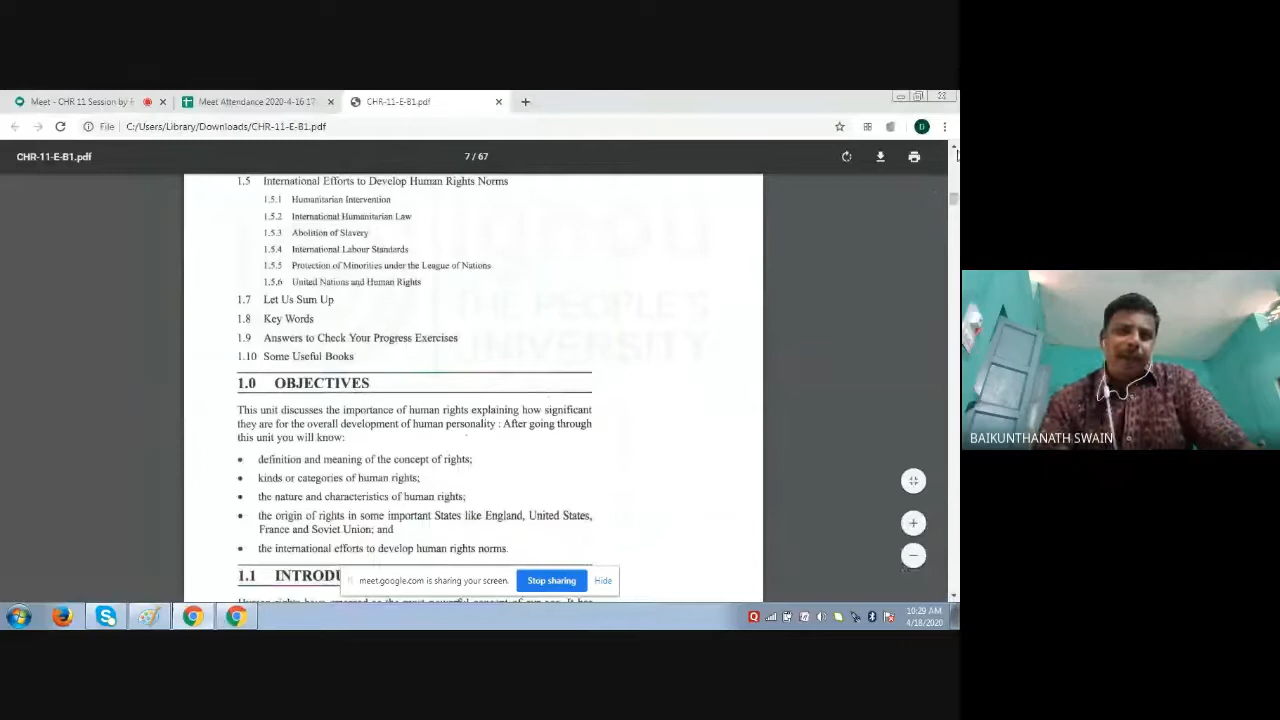 Meet - CHR 11 Session by
Meet Attendance 2020-4-16 17
CHR-11-E-B1.pdf
File
C:/Users/Library/Downloads/CHR-11-E-B1.pdf
D
CHR-11-E-B1.pdf
7 / 67
1.5 International Efforts to Develop Human Rights Norms
1.5.1 Humanitarian Intervention
1.5.2 International Humanitarian Law
1.5.3 Abolition of Slavery
1.5.4 International Labour Standards
1.5.5 Protection of Minorities under the League of Nations
1.5.6 United Nations and Human Rights
1.7 Let Us Sum Up
1.8 Key Words
1.9 Answers to Check Your Progress Exercises
1.10 Some Useful Books
THE PEOPLE'S
UNIVERSITY
1.0 OBJECTIVES
This unit discusses the importance of human rights explaining how significant
they are for the overall development of human personality : After going through
this unit you will know:
• definition and meaning of the concept of rights;
• kinds or categories of human rights;
• the nature and characteristics of human rights;
• the origin of rights in some important States like England, United States,
France and Soviet Union; and
• the international efforts to develop human rights norms.
1.1 INTRODU
meet.google.com is sharing your screen.
Stop sharing
Hide
BAIKUNTHANATH SWAIN
10:29 AM
4/18/2020